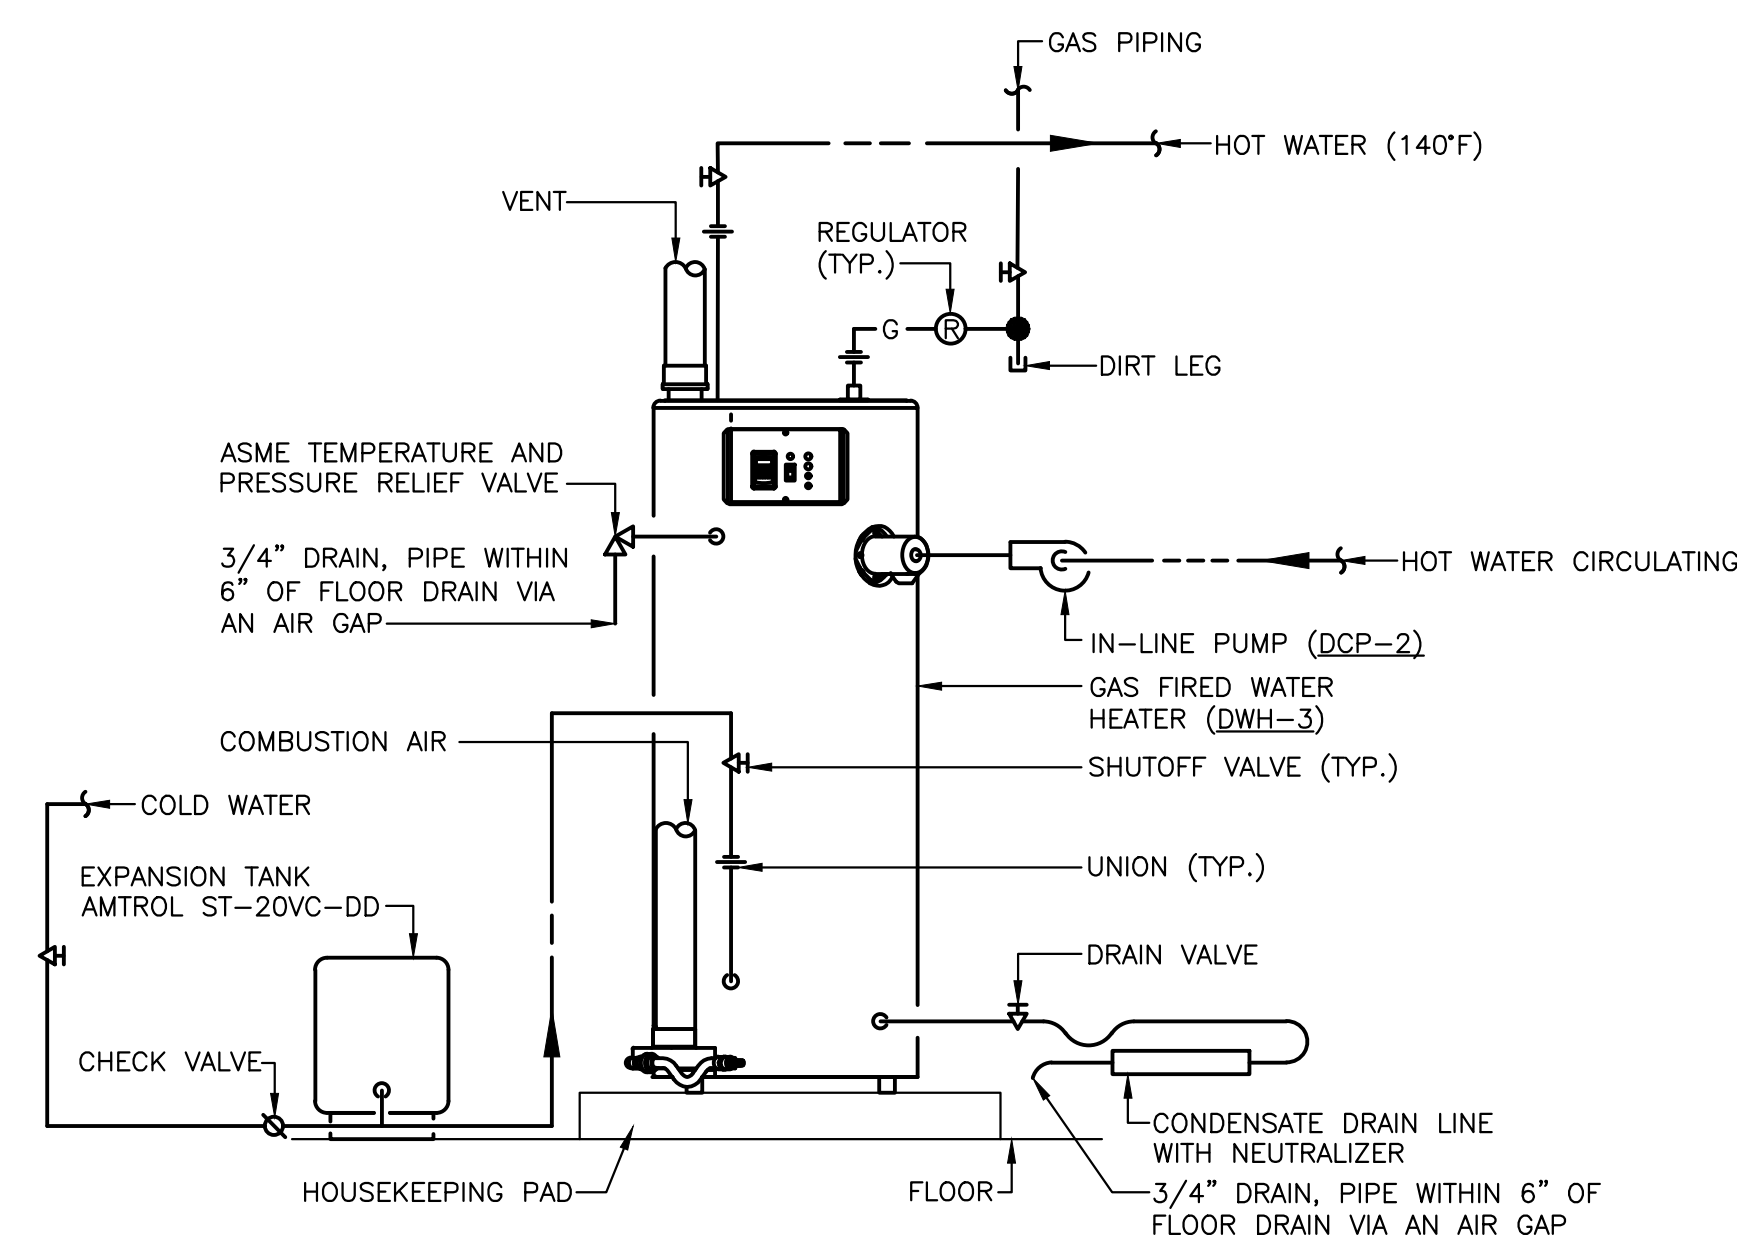 GAS PIPING
HOT WATER (140°F)
VENT
REGULATOR
(TYP.)
G
R
DIRT LEG
ASME TEMPERATURE AND
PRESSURE RELIEF VALVE
3/4" DRAIN, PIPE WITHIN
6" OF FLOOR DRAIN VIA
AN AIR GAP
HOT WATER CIRCULATING
IN-LINE PUMP (DCP-2)
GAS FIRED WATER
HEATER (DWH-3)
COMBUSTION AIR
SHUTOFF VALVE (TYP.)
COLD WATER
UNION (TYP.)
EXPANSION TANK
AMTROL ST-20VC-DD
DRAIN VALVE
CHECK VALVE
CONDENSATE DRAIN LINE
WITH NEUTRALIZER
HOUSEKEEPING PAD
FLOOR
3/4" DRAIN, PIPE WITHIN 6" OF
FLOOR DRAIN VIA AN AIR GAP